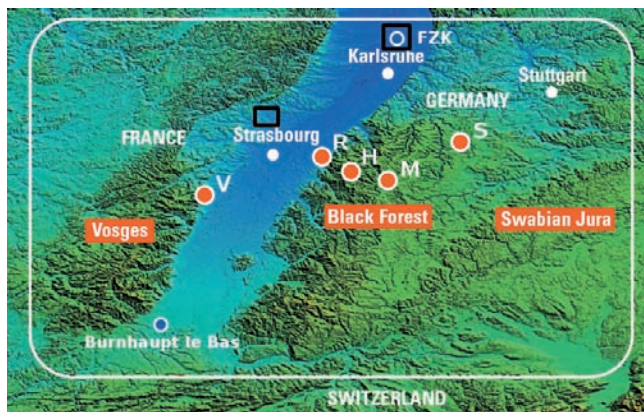 FZK
Karlsruhe
Stuttgart
GERMANY
FRANCE
Strasbourg
R
H
M
S
V
Vosges
Black Forest
Swabian Jura
Burnhaupt le Bas
SWITZERLAND